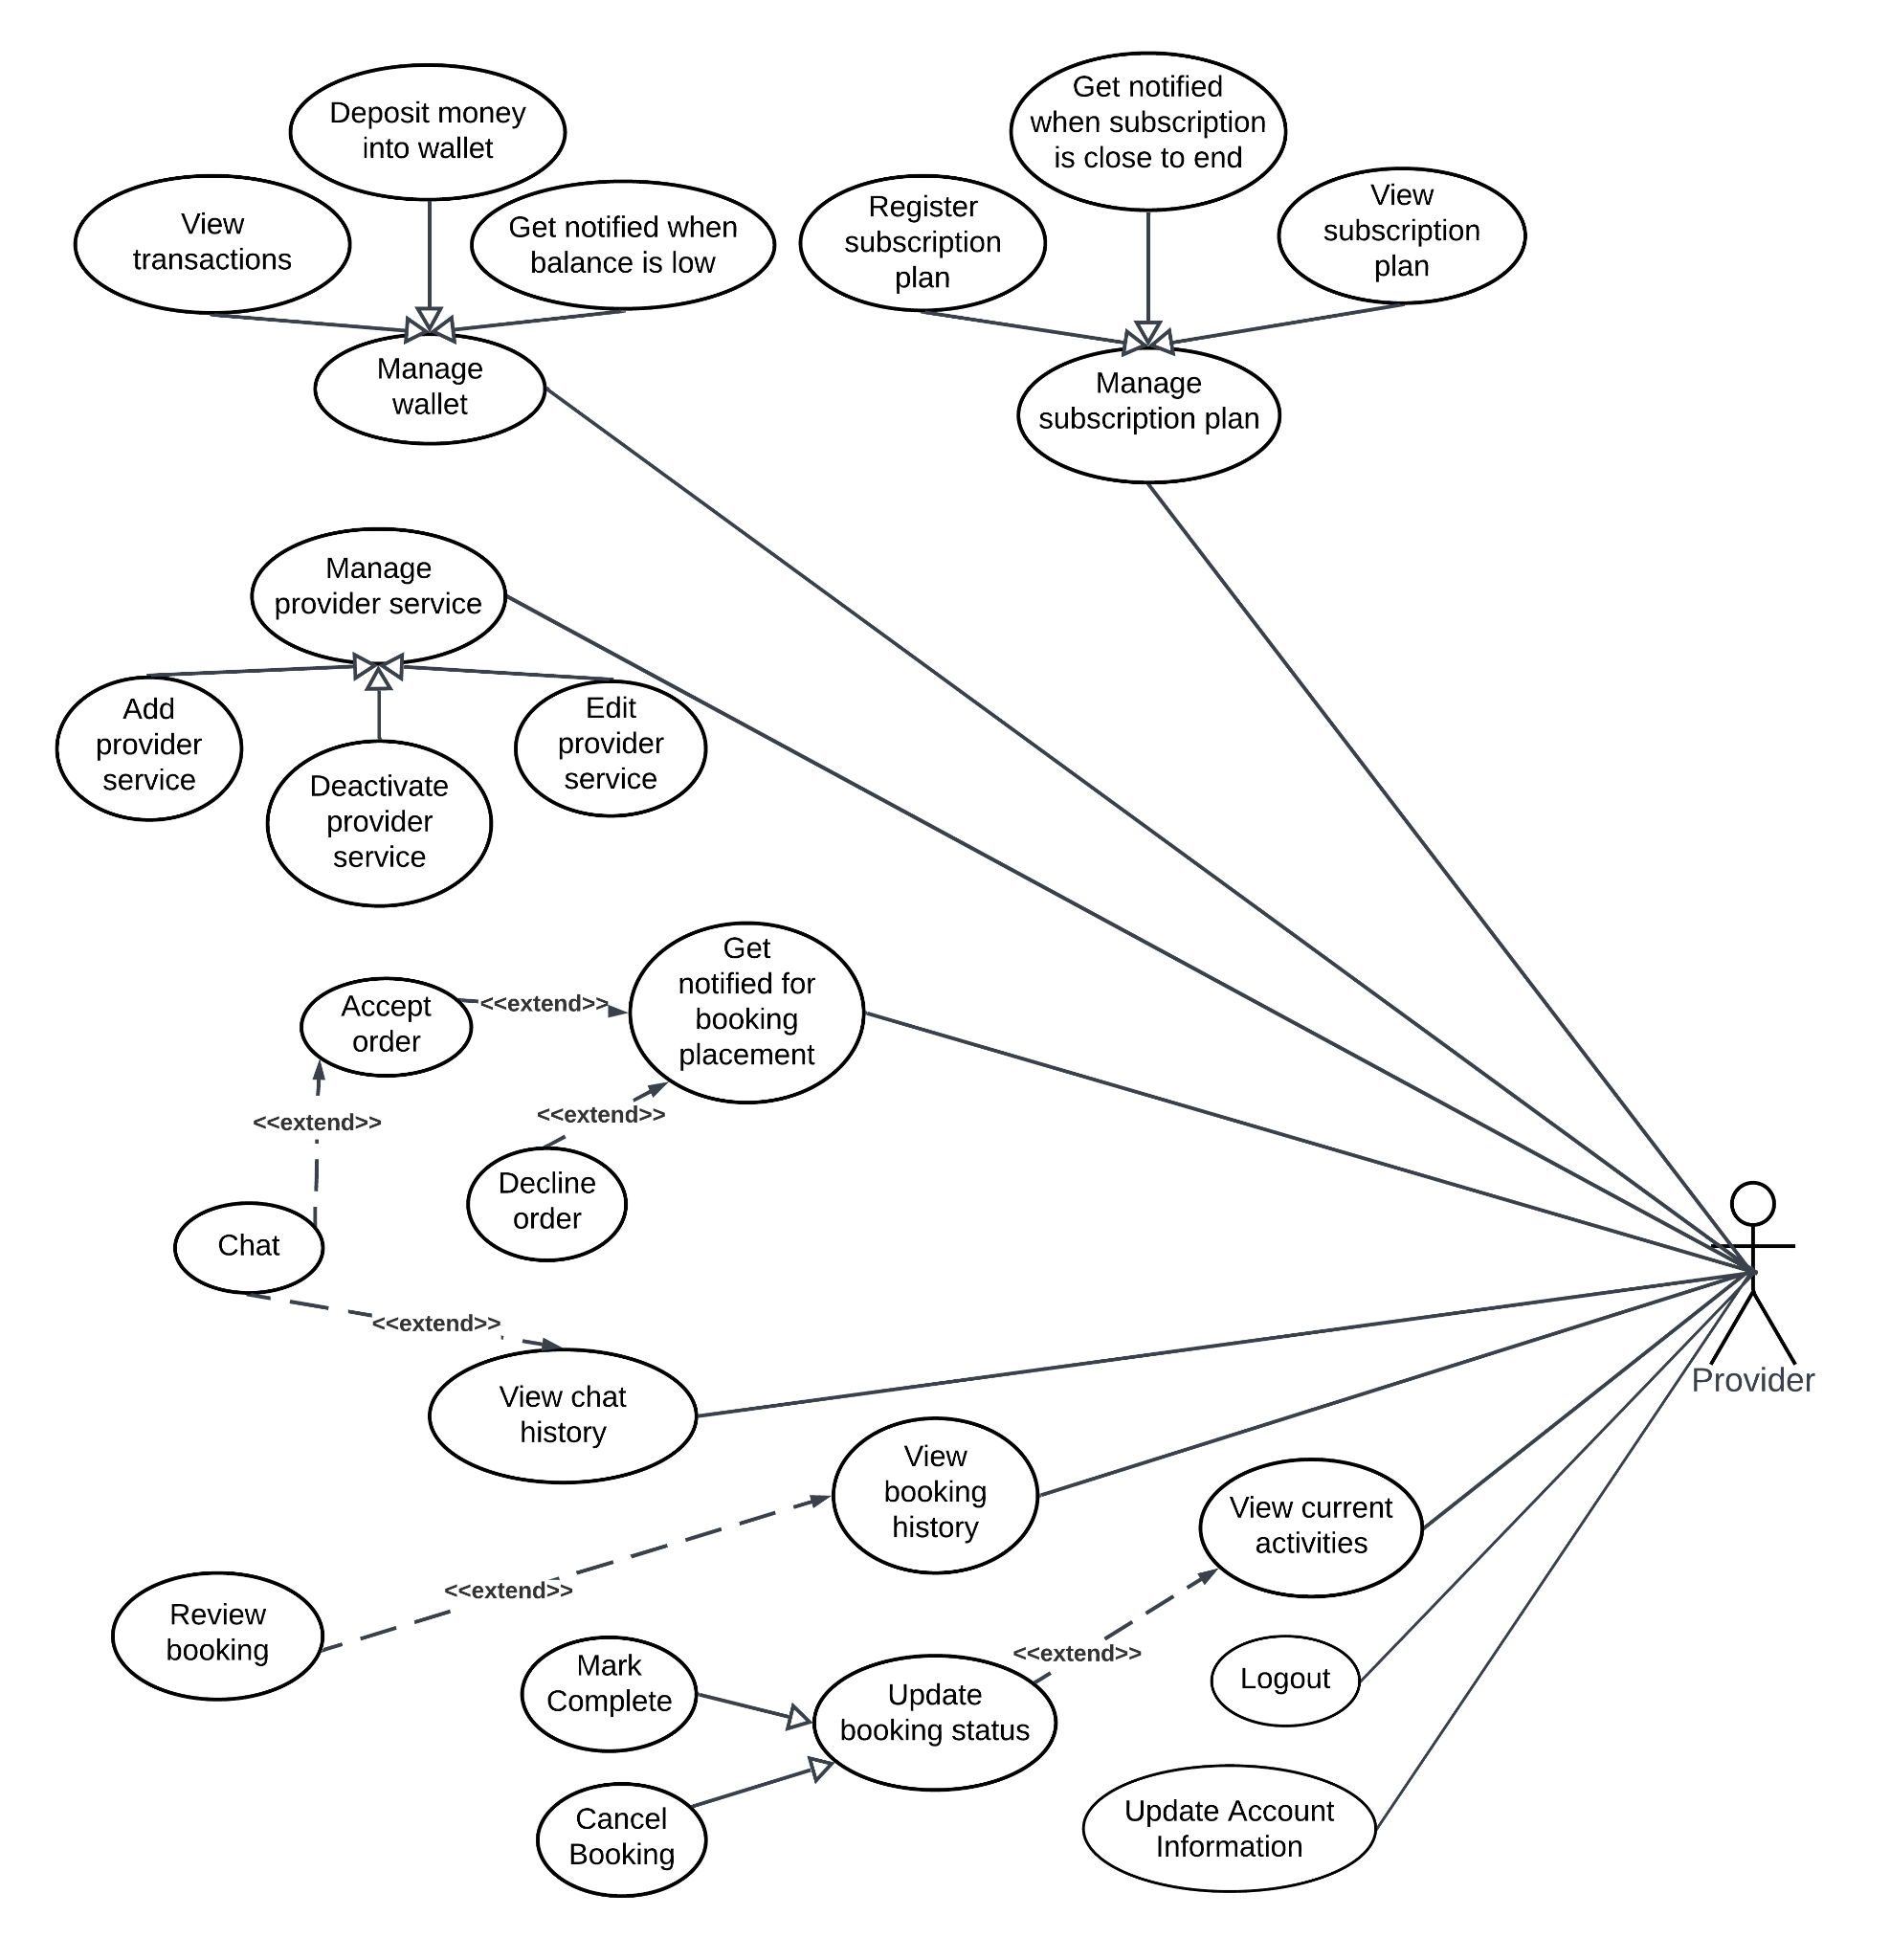 Deposit money
into wallet
View
transactions
Get notified when
balance is low
Manage
wallet
Get notified
when subscription
is close to end
Register
subscription
plan
View
subscription
plan
Manage
subscription plan
Manage
provider service
Add
provider
service
Deactivate
provider
service
Edit
provider
service
Get
notified for
booking
placement
Accept
order
<<extend>>
<<extend>>
<<extend>>
Decline
order
Chat
<<extend>>
View chat
history
Provider
View
booking
history
View current
activities
<<extend>>
Review
booking
<<extend>>
Mark
Complete
Update
booking status
Logout
Cancel
Booking
Update Account
Information